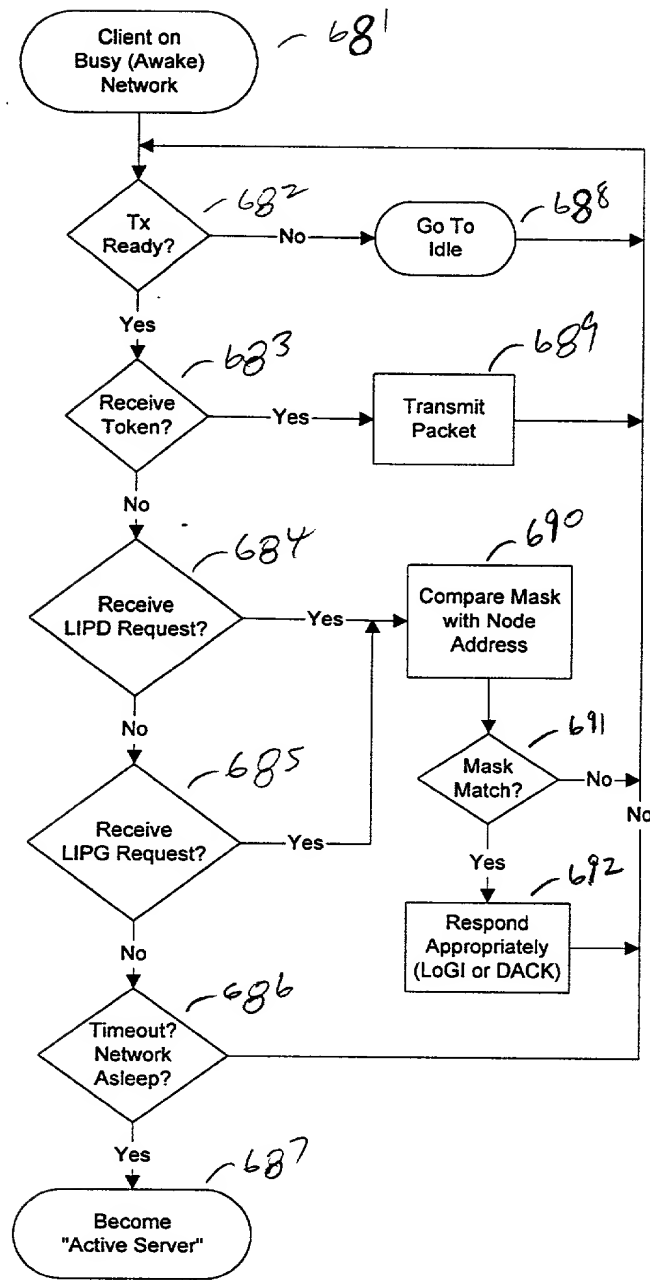 Client on
Busy (Awake)
Network
681
Tx
Ready?
682
No
Go To
Idle
688
Yes
Receive
Token?
683
Yes
Transmit
Packet
689
No
Receive
LIPD Request?
684
Yes
Compare Mask
with Node
Address
690
No
Receive
LIPG Request?
685
Yes
Mask
Match?
691
No
No
Yes
Respond
Appropriately
(LoGI or DACK)
692
No
Timeout?
Network
Asleep?
686
Yes
Become
"Active Server"
687